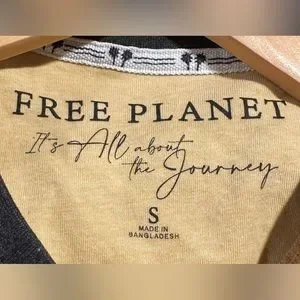 FREE PLANET
It's All about
the Journey
S
MADE IN
BANGLADESH